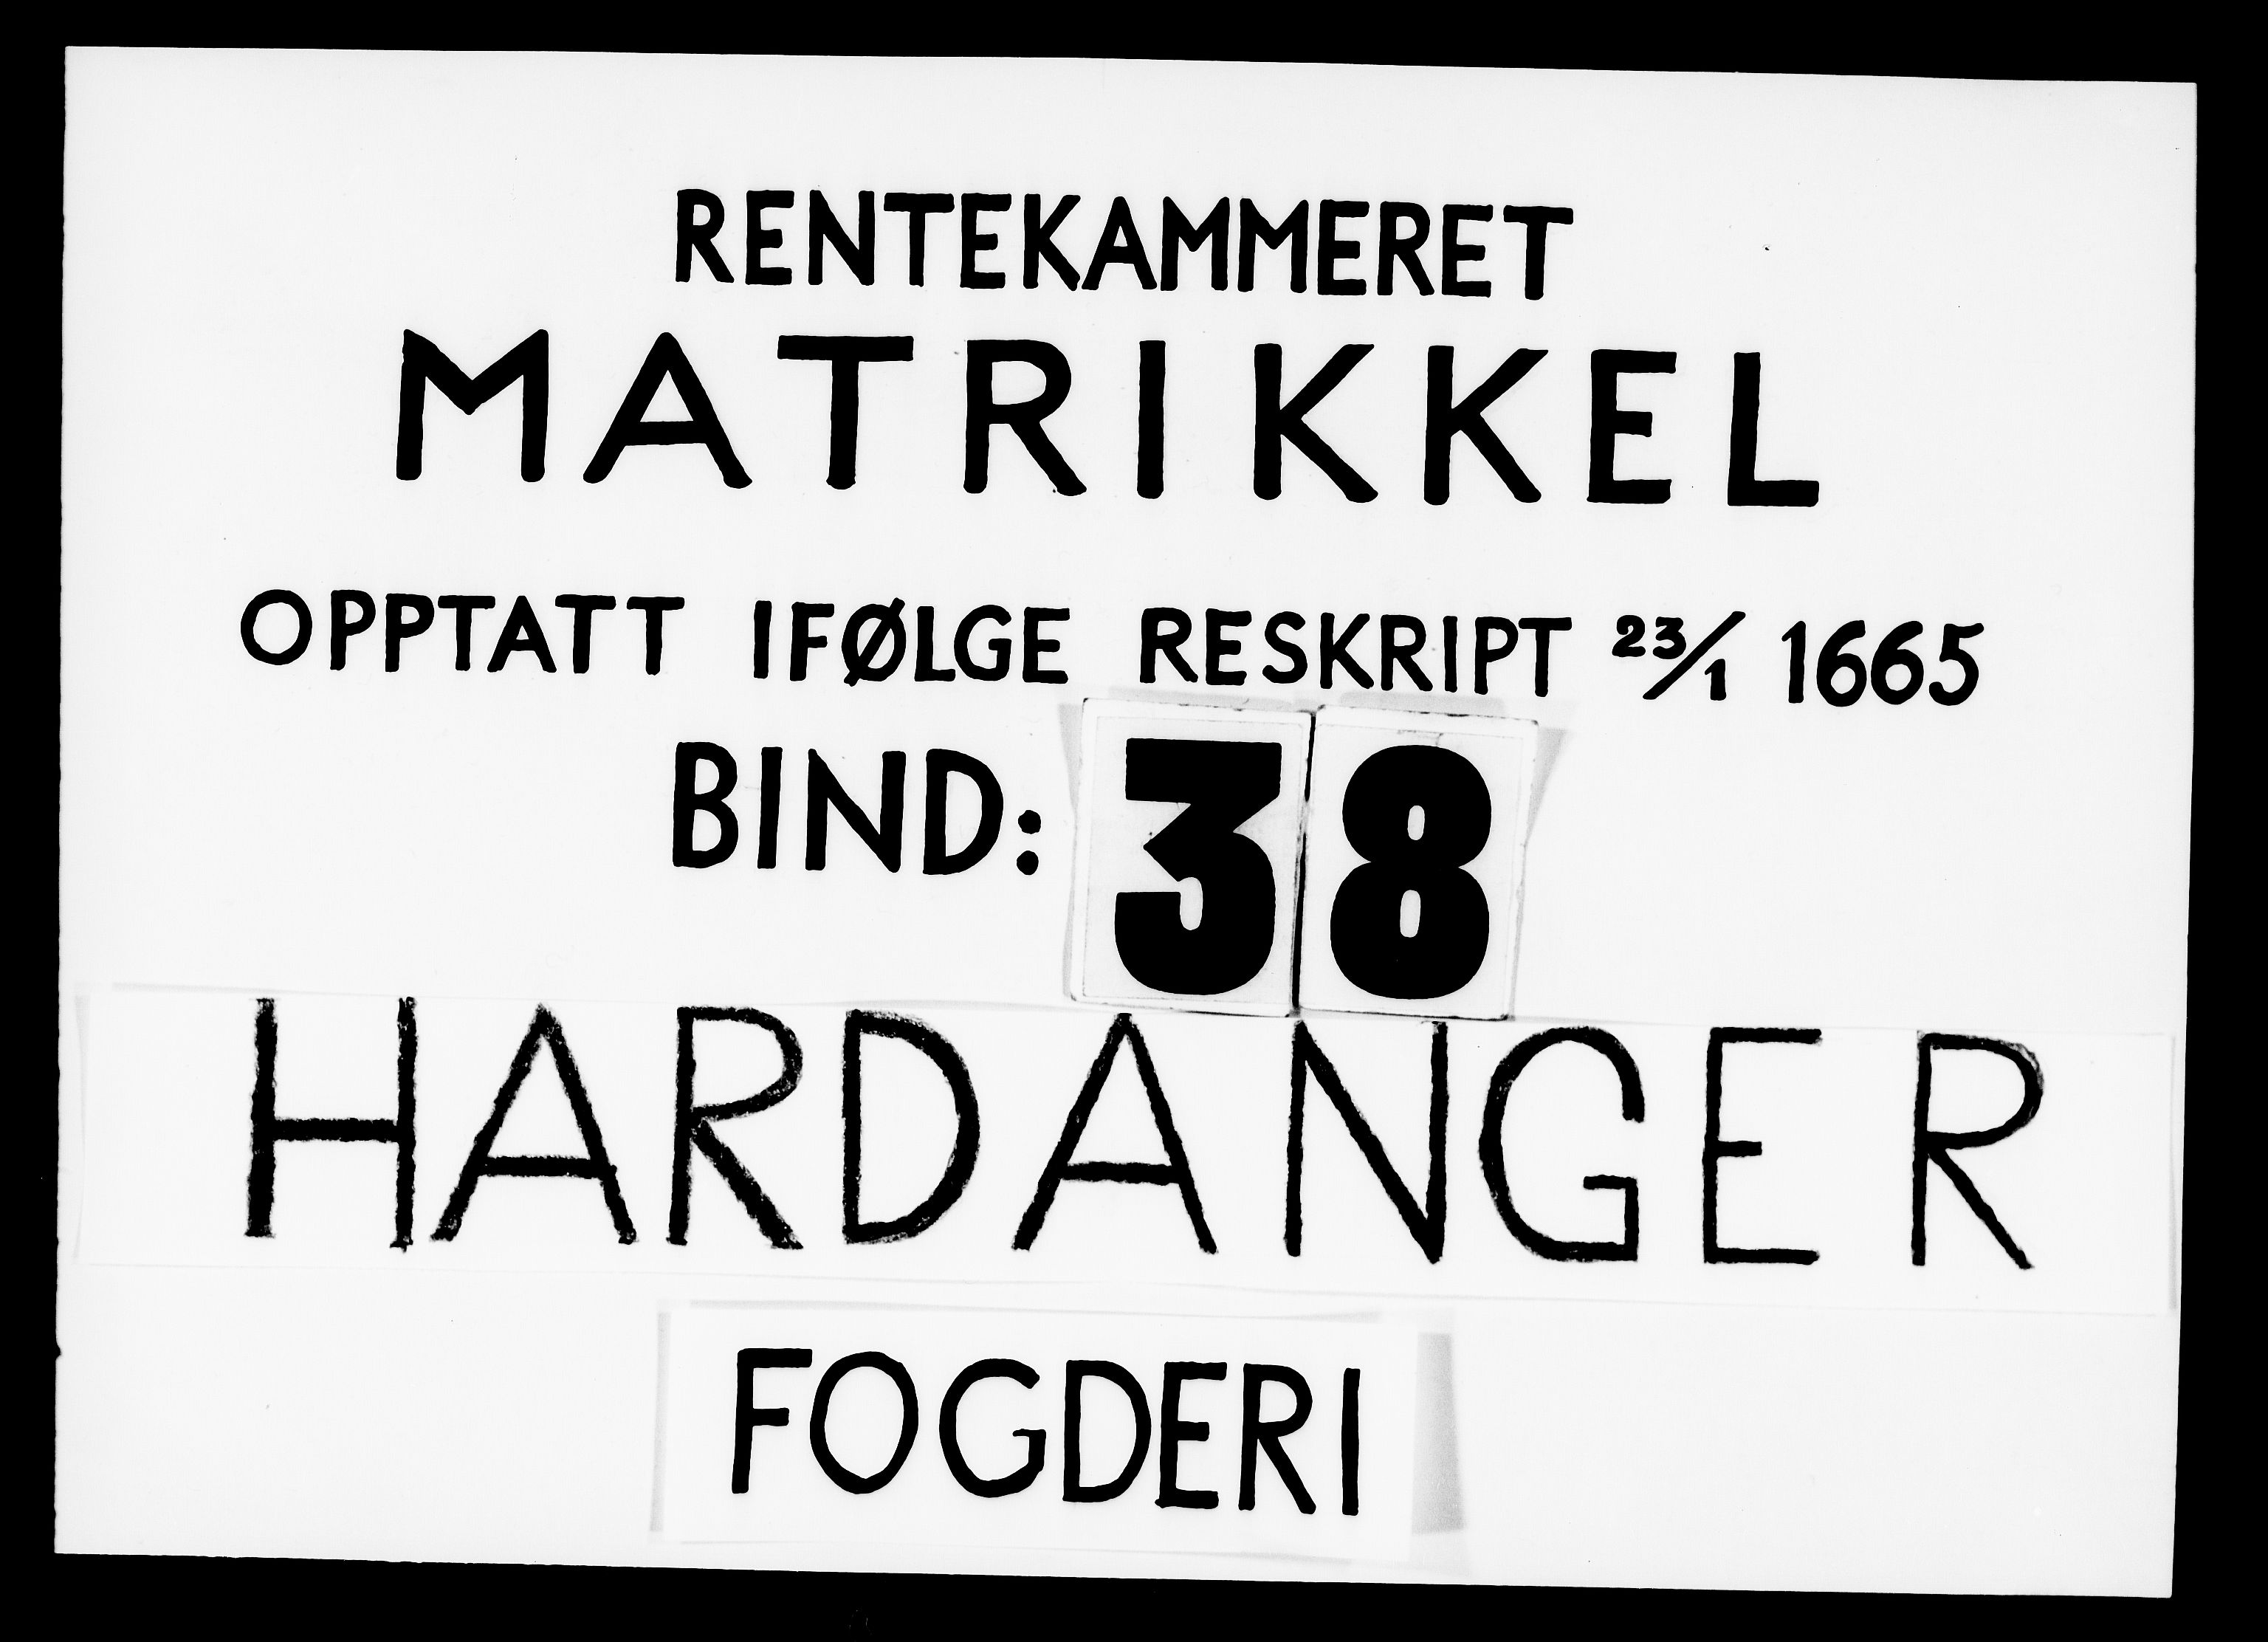 RENTEKAMMERET
MATRIKKEL
OPPTATT IFØLGE RESKRIPT 23/1 1665
BIND: 38
HARDANGER
FOGDERI